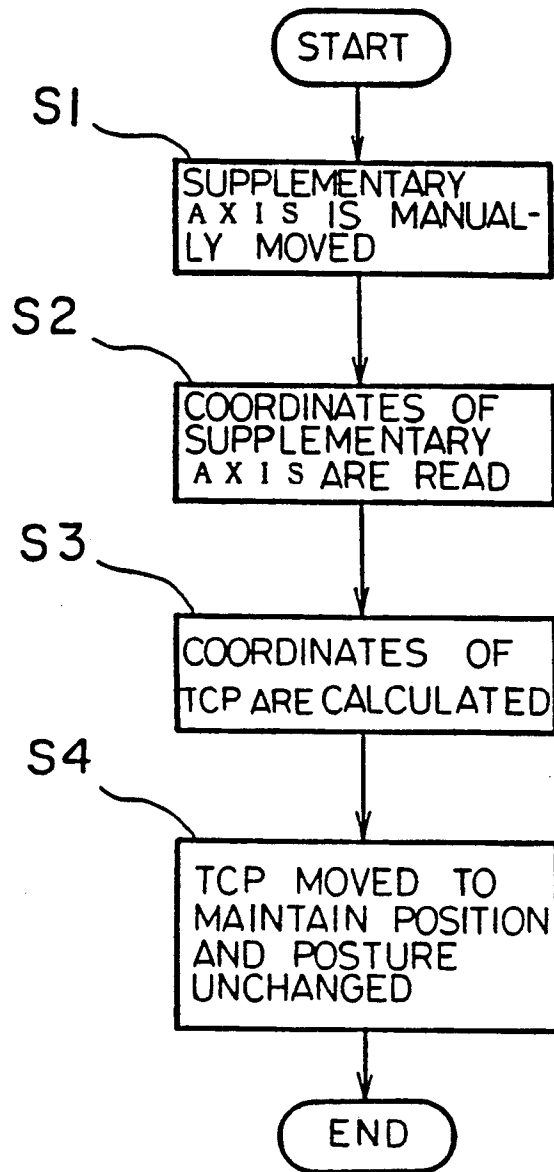 START
S1
SUPPLEMENTARY
AXIS IS MANUAL-
LY MOVED
S2
COORDINATES OF
SUPPLEMENTARY
AXIS ARE READ
S3
COORDINATES OF
TCP ARE CALCULATED
S4
TCP MOVED TO
MAINTAIN POSITION
AND POSTURE
UNCHANGED
END